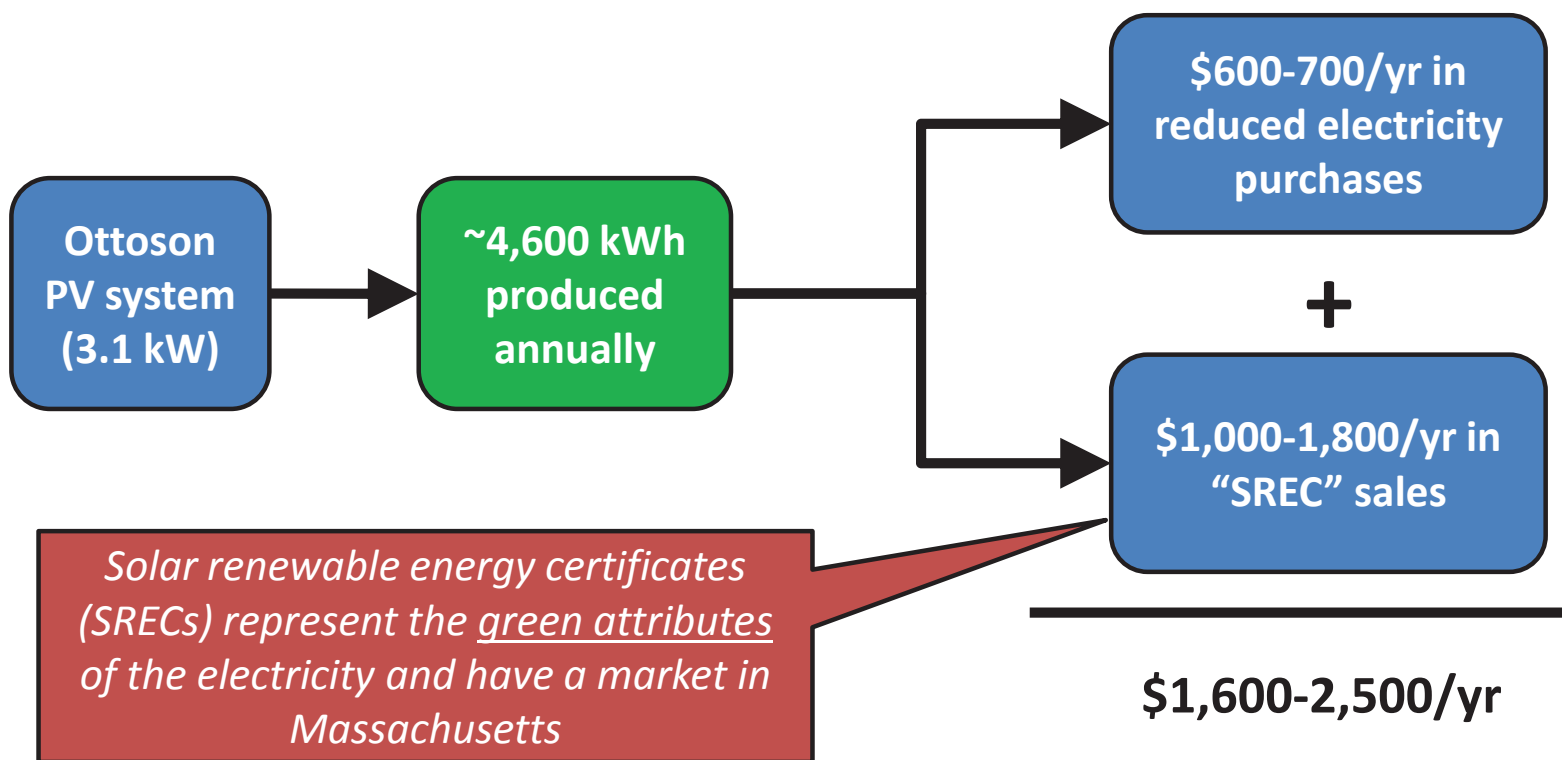 Ottoson
PV system
(3.1 kW)
~4,600 kWh
produced
annually
$600-700/yr in
reduced electricity
purchases
+
$1,000-1,800/yr in
“SREC” sales
Solar renewable energy certificates
(SRECs) represent the green attributes
of the electricity and have a market in
Massachusetts
$1,600-2,500/yr